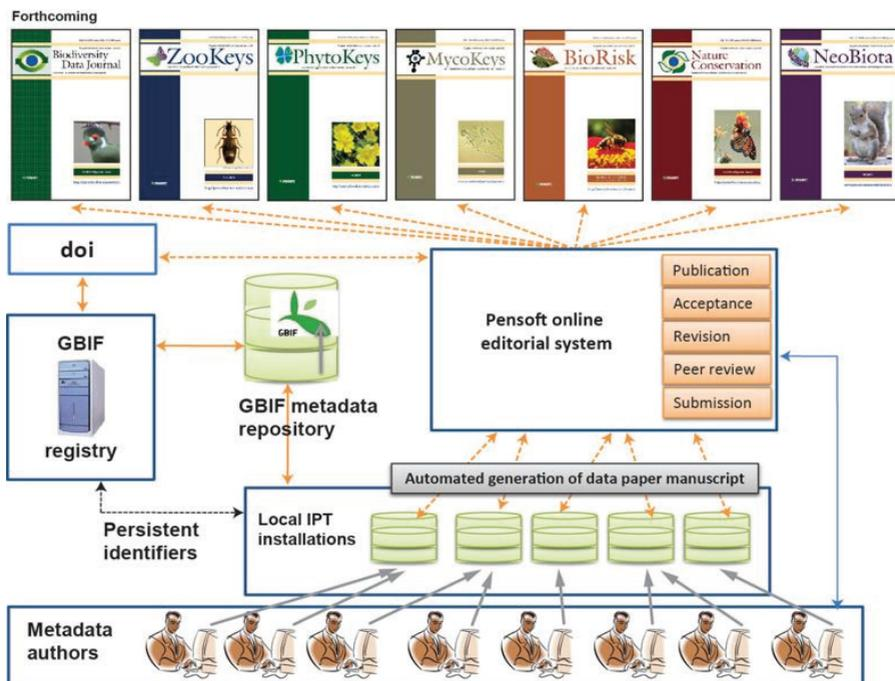 Forthcoming
Biodiversity
Data Journal
ZooKeys
PhytoKeys
MycoKeys
BioRisk
Nature
Conservation
NeoBiota
doi
GBIF
registry
GBIF
GBIF metadata
repository
Pensoft online
editorial system
Publication
Acceptance
Revision
Peer review
Submission
Automated generation of data paper manuscript
Local IPT
installations
Persistent
identifiers
Metadata
authors